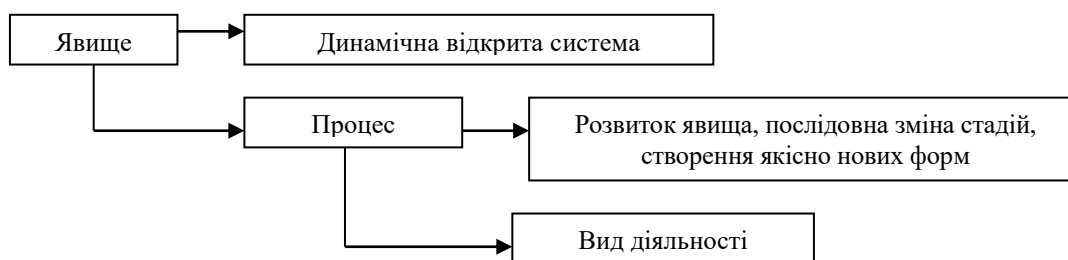 Явище
Динамічна відкрита система
Процес
Розвиток явища, послідовна зміна стадій,
створення якісно нових форм
Вид діяльності